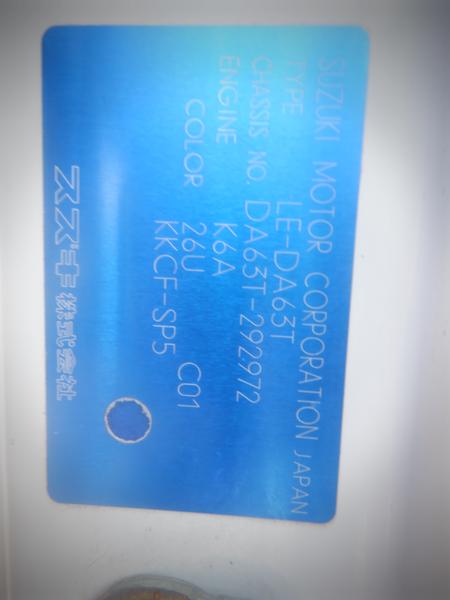 SUZUKI MOTOR CORPORATION JAPAN
TYPE LE-DA63T
CHASSIS NO. DA63T-292972
ENGINE K6A
COLOR 26U C01
KKCF-SP5
スズキ株式会社